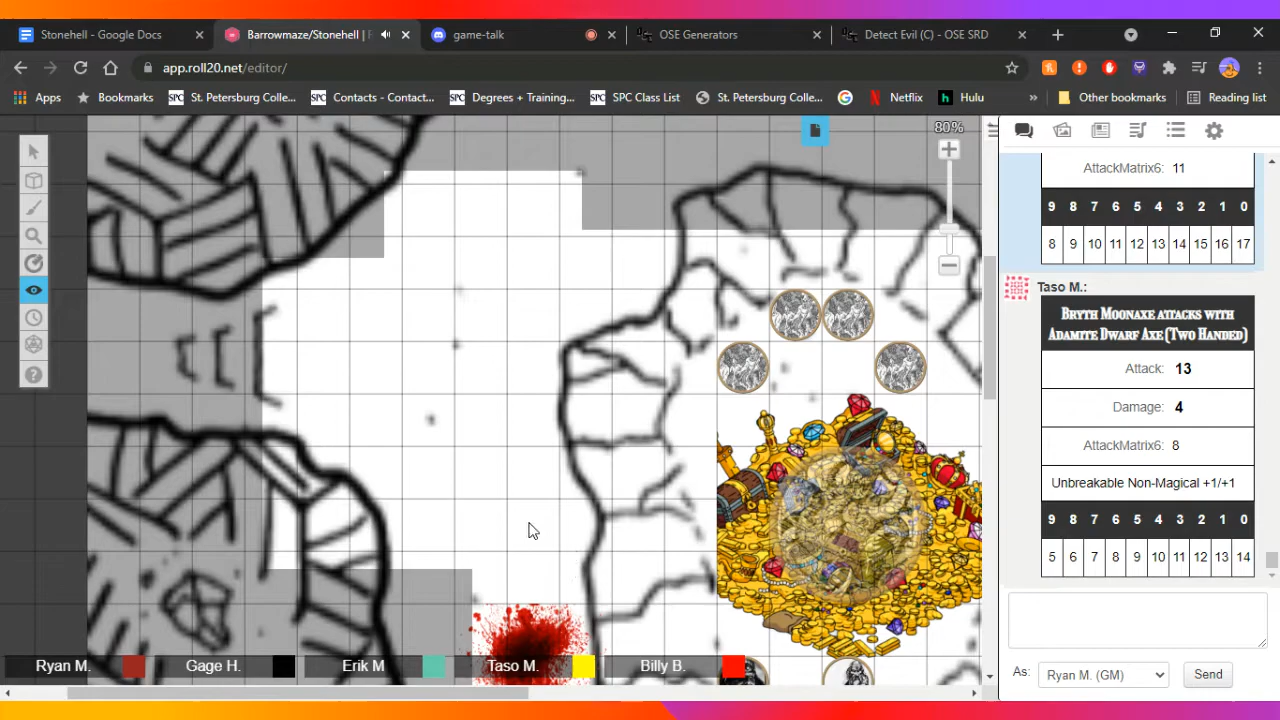 Stonehell - Google Docs
Barrowmaze/Stonehell |
game-talk
OSE Generators
Detect Evil (C) - OSE SRD
app.roll20.net/editor/
Apps
Bookmarks
SPC
St. Petersburg Colle...
SPC
Contacts - Contact...
SPC
Degrees + Training...
SPC
SPC Class List
St. Petersburg Colle...
Netflix
h
Hulu
»
Other bookmarks
Reading list
80%
AttackMatrix6: 11
9 8 7 6 5 4 3 2 1 0
8 9 10 11 12 13 14 15 16 17
Taso M.:
Bryth Moonaxe attacks with
Adamite Dwarf Axe (Two Handed)
Attack: 13
Damage: 4
AttackMatrix6: 8
Unbreakable Non-Magical +1/+1
9 8 7 6 5 4 3 2 1 0
5 6 7 8 9 10 11 12 13 14
Ryan M.
Gage H.
Erik M
Taso M.
Billy B.
As:
Ryan M. (GM)
Send